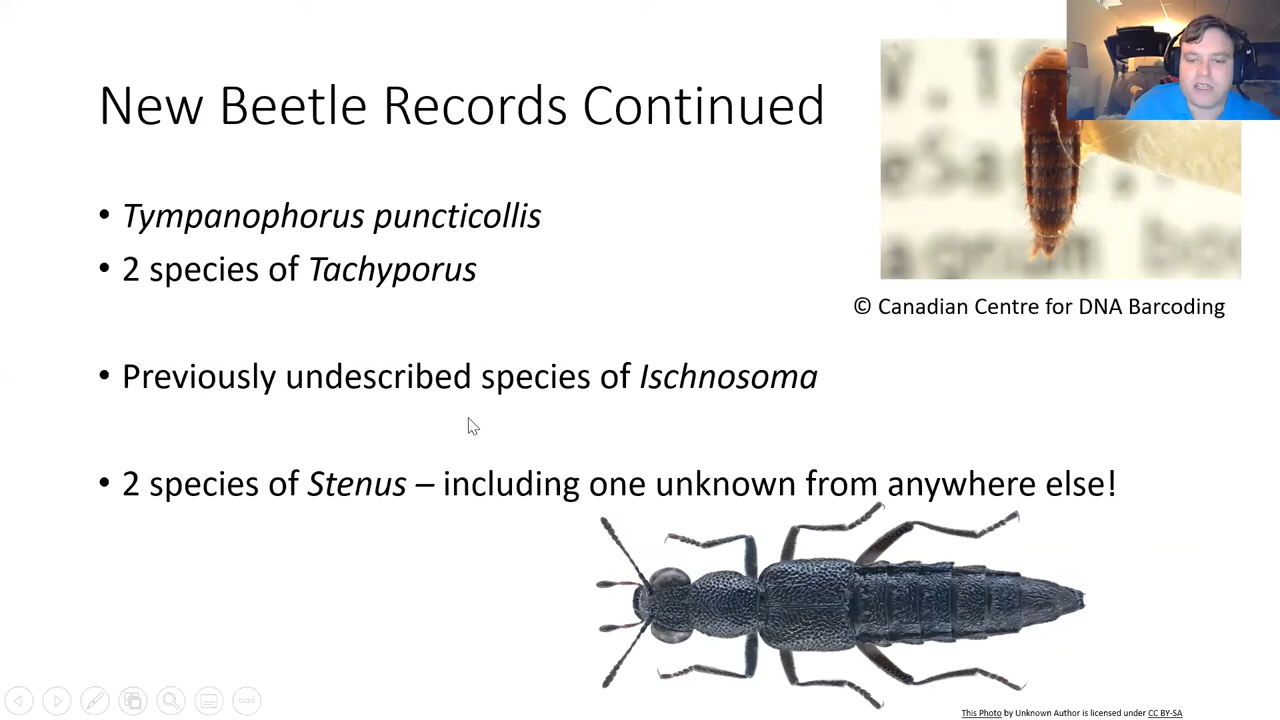 New Beetle Records Continued
• Tympanophorus puncticollis
• 2 species of Tachyporus
© Canadian Centre for DNA Barcoding
• Previously undescribed species of Ischnosoma
• 2 species of Stenus – including one unknown from anywhere else!
This Photo by Unknown Author is licensed under CC BY-SA